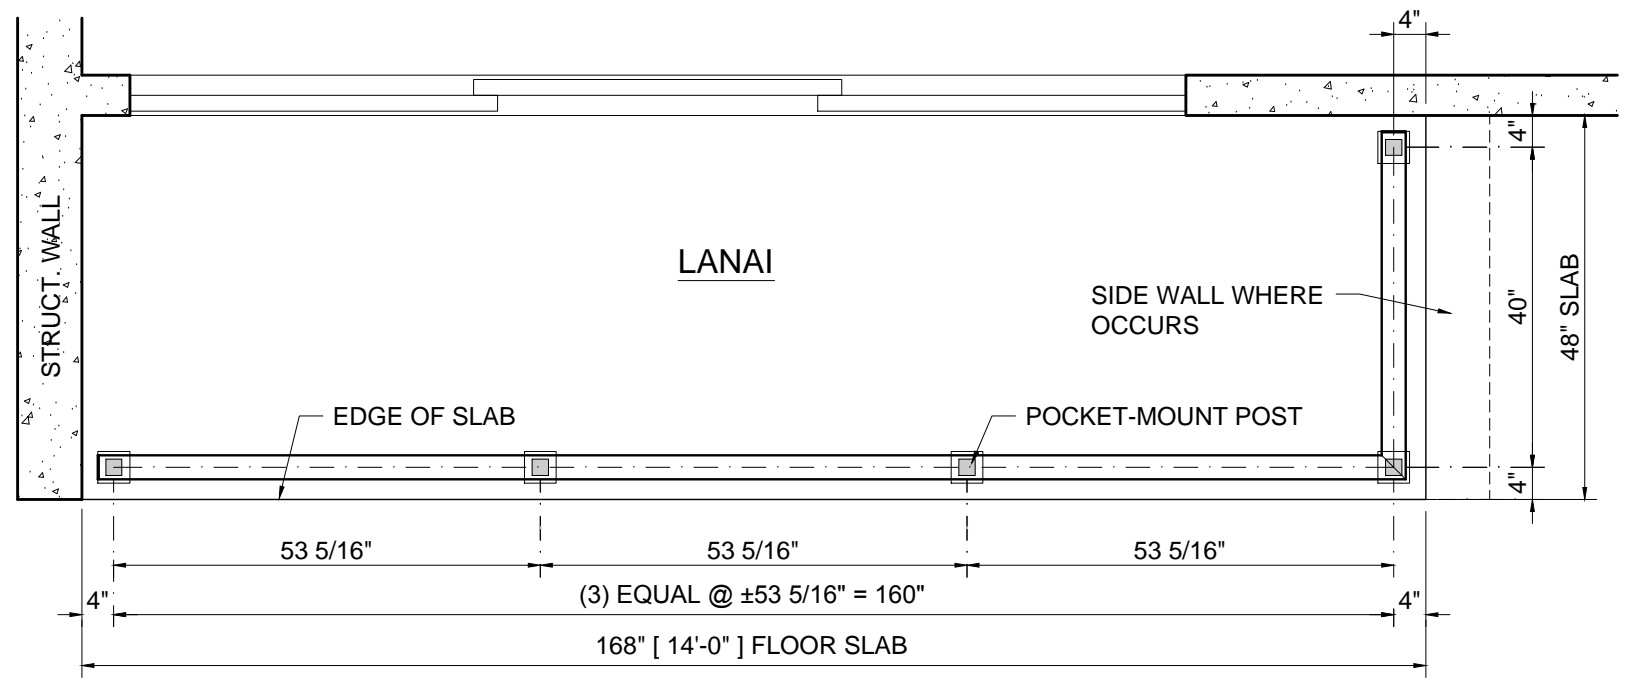 4"
STRUCT. WALL
4"
LANAI
SIDE WALL WHERE
OCCURS
40"
48" SLAB
EDGE OF SLAB
POCKET-MOUNT POST
4"
53 5/16"
53 5/16"
53 5/16"
4"
(3) EQUAL @ ±53 5/16" = 160"
4"
168" [ 14'-0" ] FLOOR SLAB